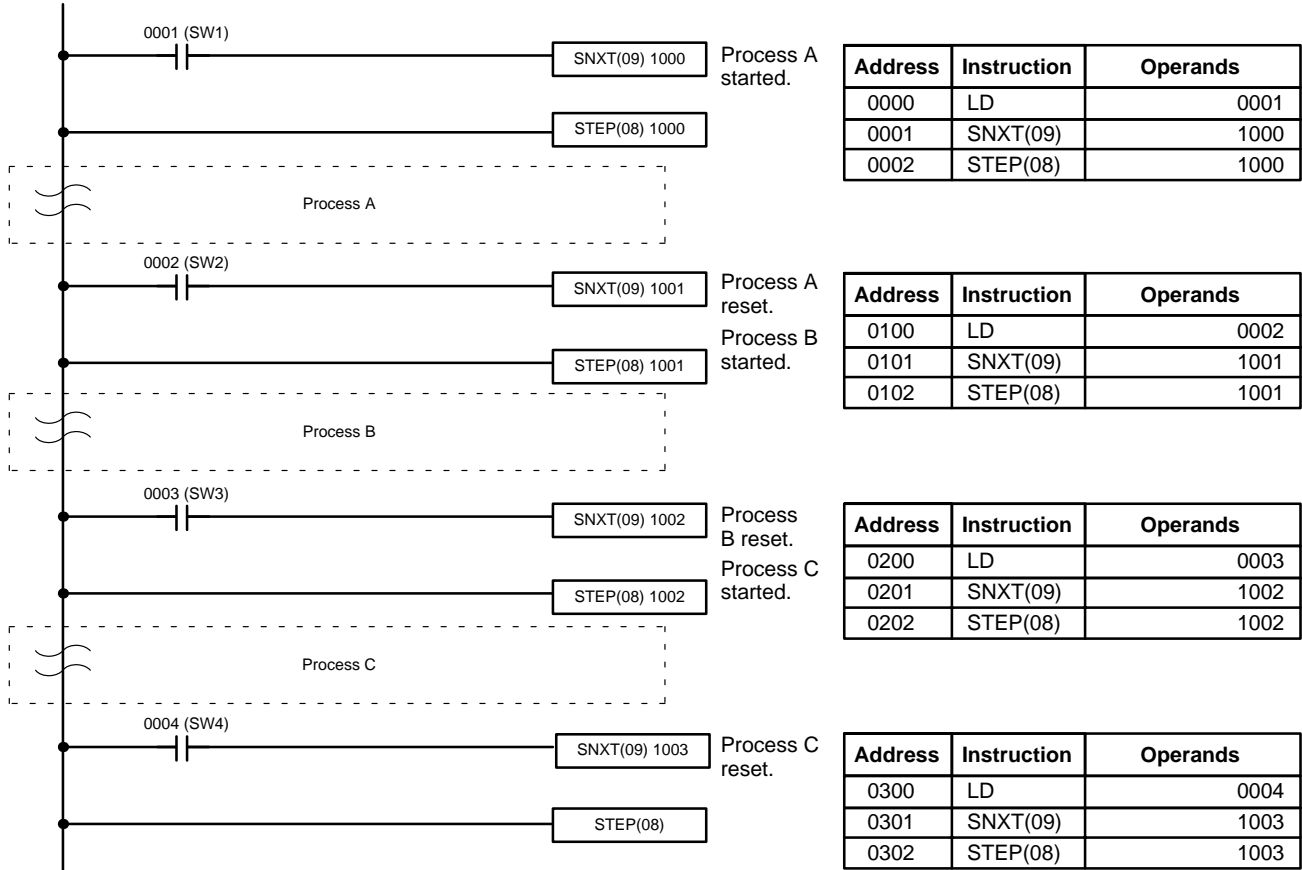 0001 (SW1)
SNXT(09) 1000
Process A
started.
STEP(08) 1000
Address Instruction Operands
0000 LD 0001
0001 SNXT(09) 1000
0002 STEP(08) 1000
Process A
0002 (SW2)
SNXT(09) 1001
Process A
reset.
Process B
started.
STEP(08) 1001
Address Instruction Operands
0100 LD 0002
0101 SNXT(09) 1001
0102 STEP(08) 1001
Process B
0003 (SW3)
SNXT(09) 1002
Process
B reset.
Process C
started.
STEP(08) 1002
Address Instruction Operands
0200 LD 0003
0201 SNXT(09) 1002
0202 STEP(08) 1002
Process C
0004 (SW4)
SNXT(09) 1003
Process C
reset.
STEP(08)
Address Instruction Operands
0300 LD 0004
0301 SNXT(09) 1003
0302 STEP(08) 1003